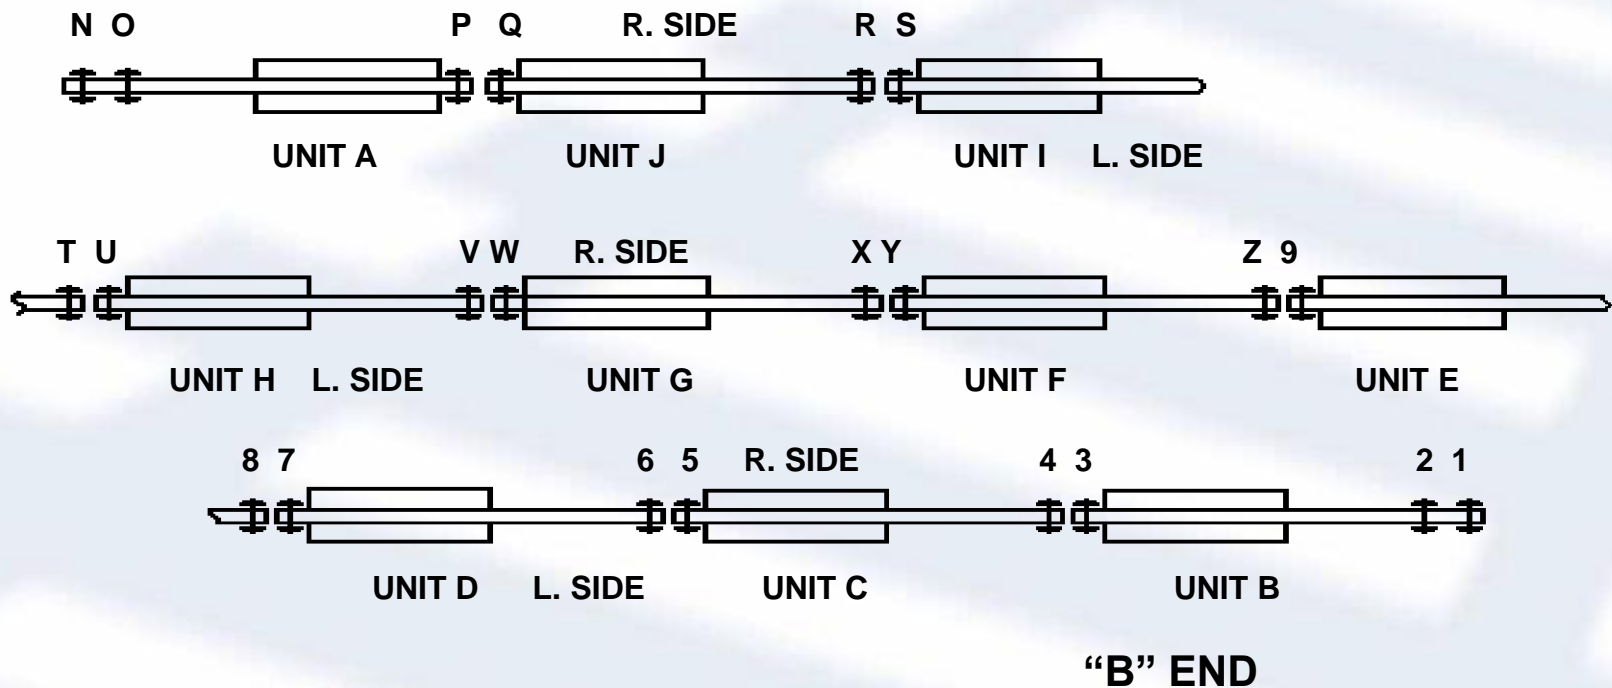 N O P Q R. SIDE R S
UNIT A UNIT J UNIT I L. SIDE
T U V W R. SIDE X Y Z 9
UNIT H L. SIDE UNIT G UNIT F UNIT E
8 7 6 5 R. SIDE 4 3 2 1
UNIT D L. SIDE UNIT C UNIT B
“B” END